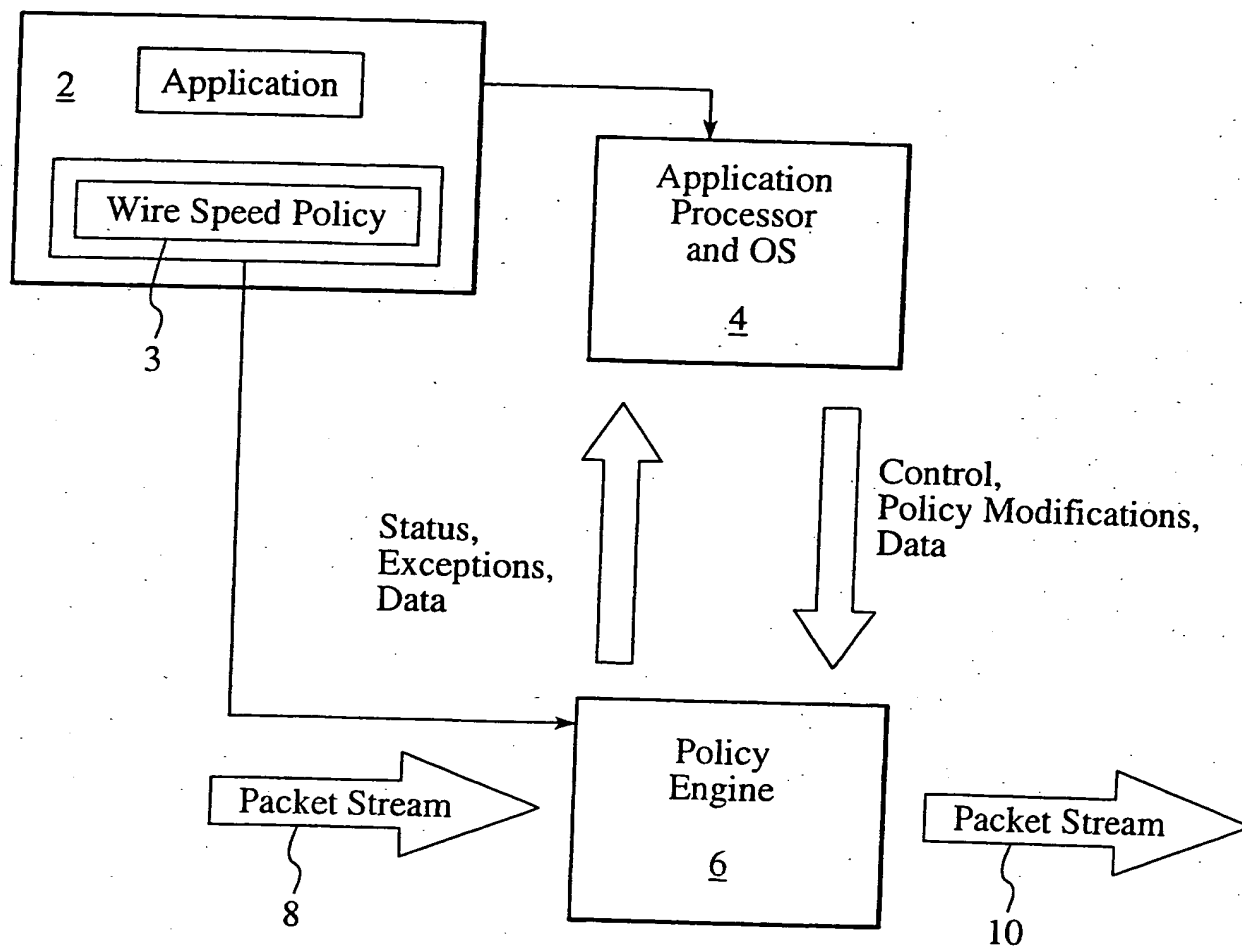 2
Application
Wire Speed Policy
3
Application
Processor
and OS
4
Status,
Exceptions,
Data
Control,
Policy Modifications,
Data
Policy
Engine
6
Packet Stream
8
Packet Stream
10